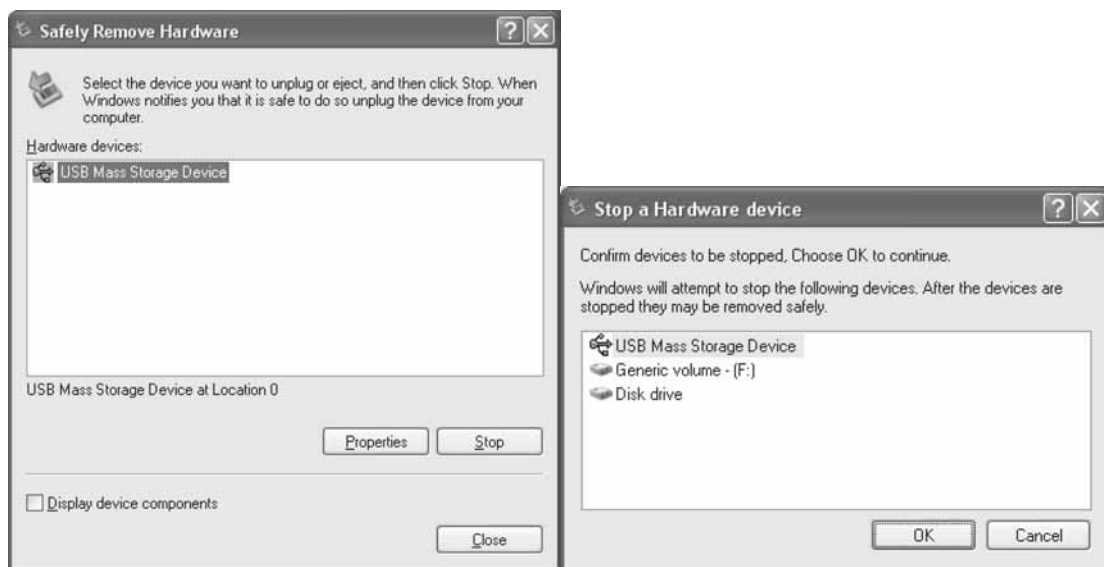 Safely Remove Hardware
Select the device you want to unplug or eject, and then click Stop. When
Windows notifies you that it is safe to do so unplug the device from your
computer.
Hardware devices:
USB Mass Storage Device
USB Mass Storage Device at Location 0
Properties Stop
Display device components
Close
Stop a Hardware device
Confirm devices to be stopped, Choose OK to continue.
Windows will attempt to stop the following devices. After the devices are
stopped they may be removed safely.
USB Mass Storage Device
Generic volume - (F:)
Disk drive
OK Cancel